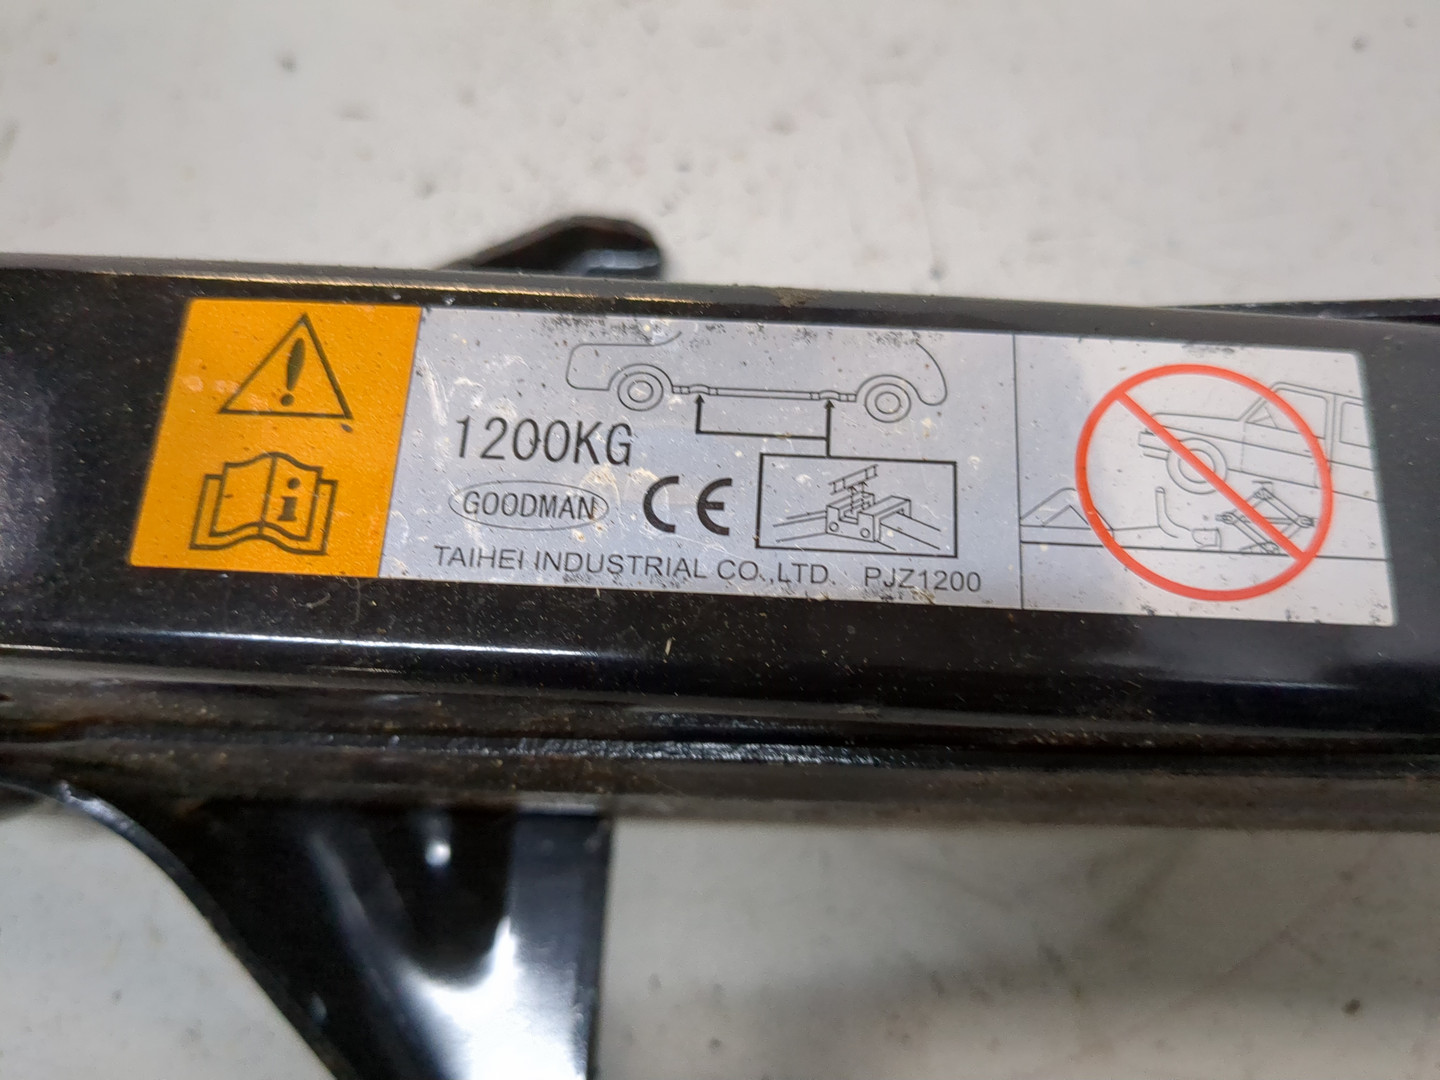 1200KG
GOODMAN CE
TAIHEI INDUSTRIAL CO.,LTD. PJZ1200